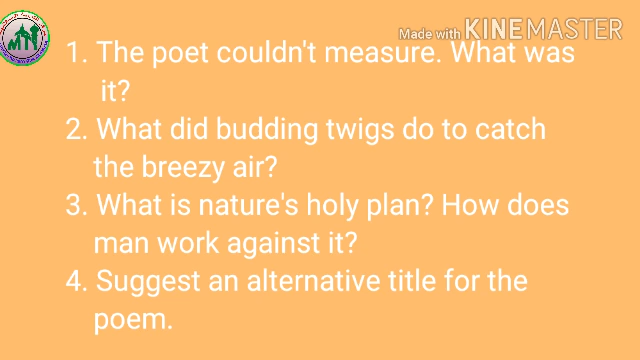 Made with KINEMASTER
1. The poet couldn't measure. What was
it?
2. What did budding twigs do to catch
the breezy air?
3. What is nature's holy plan? How does
man work against it?
4. Suggest an alternative title for the
poem.